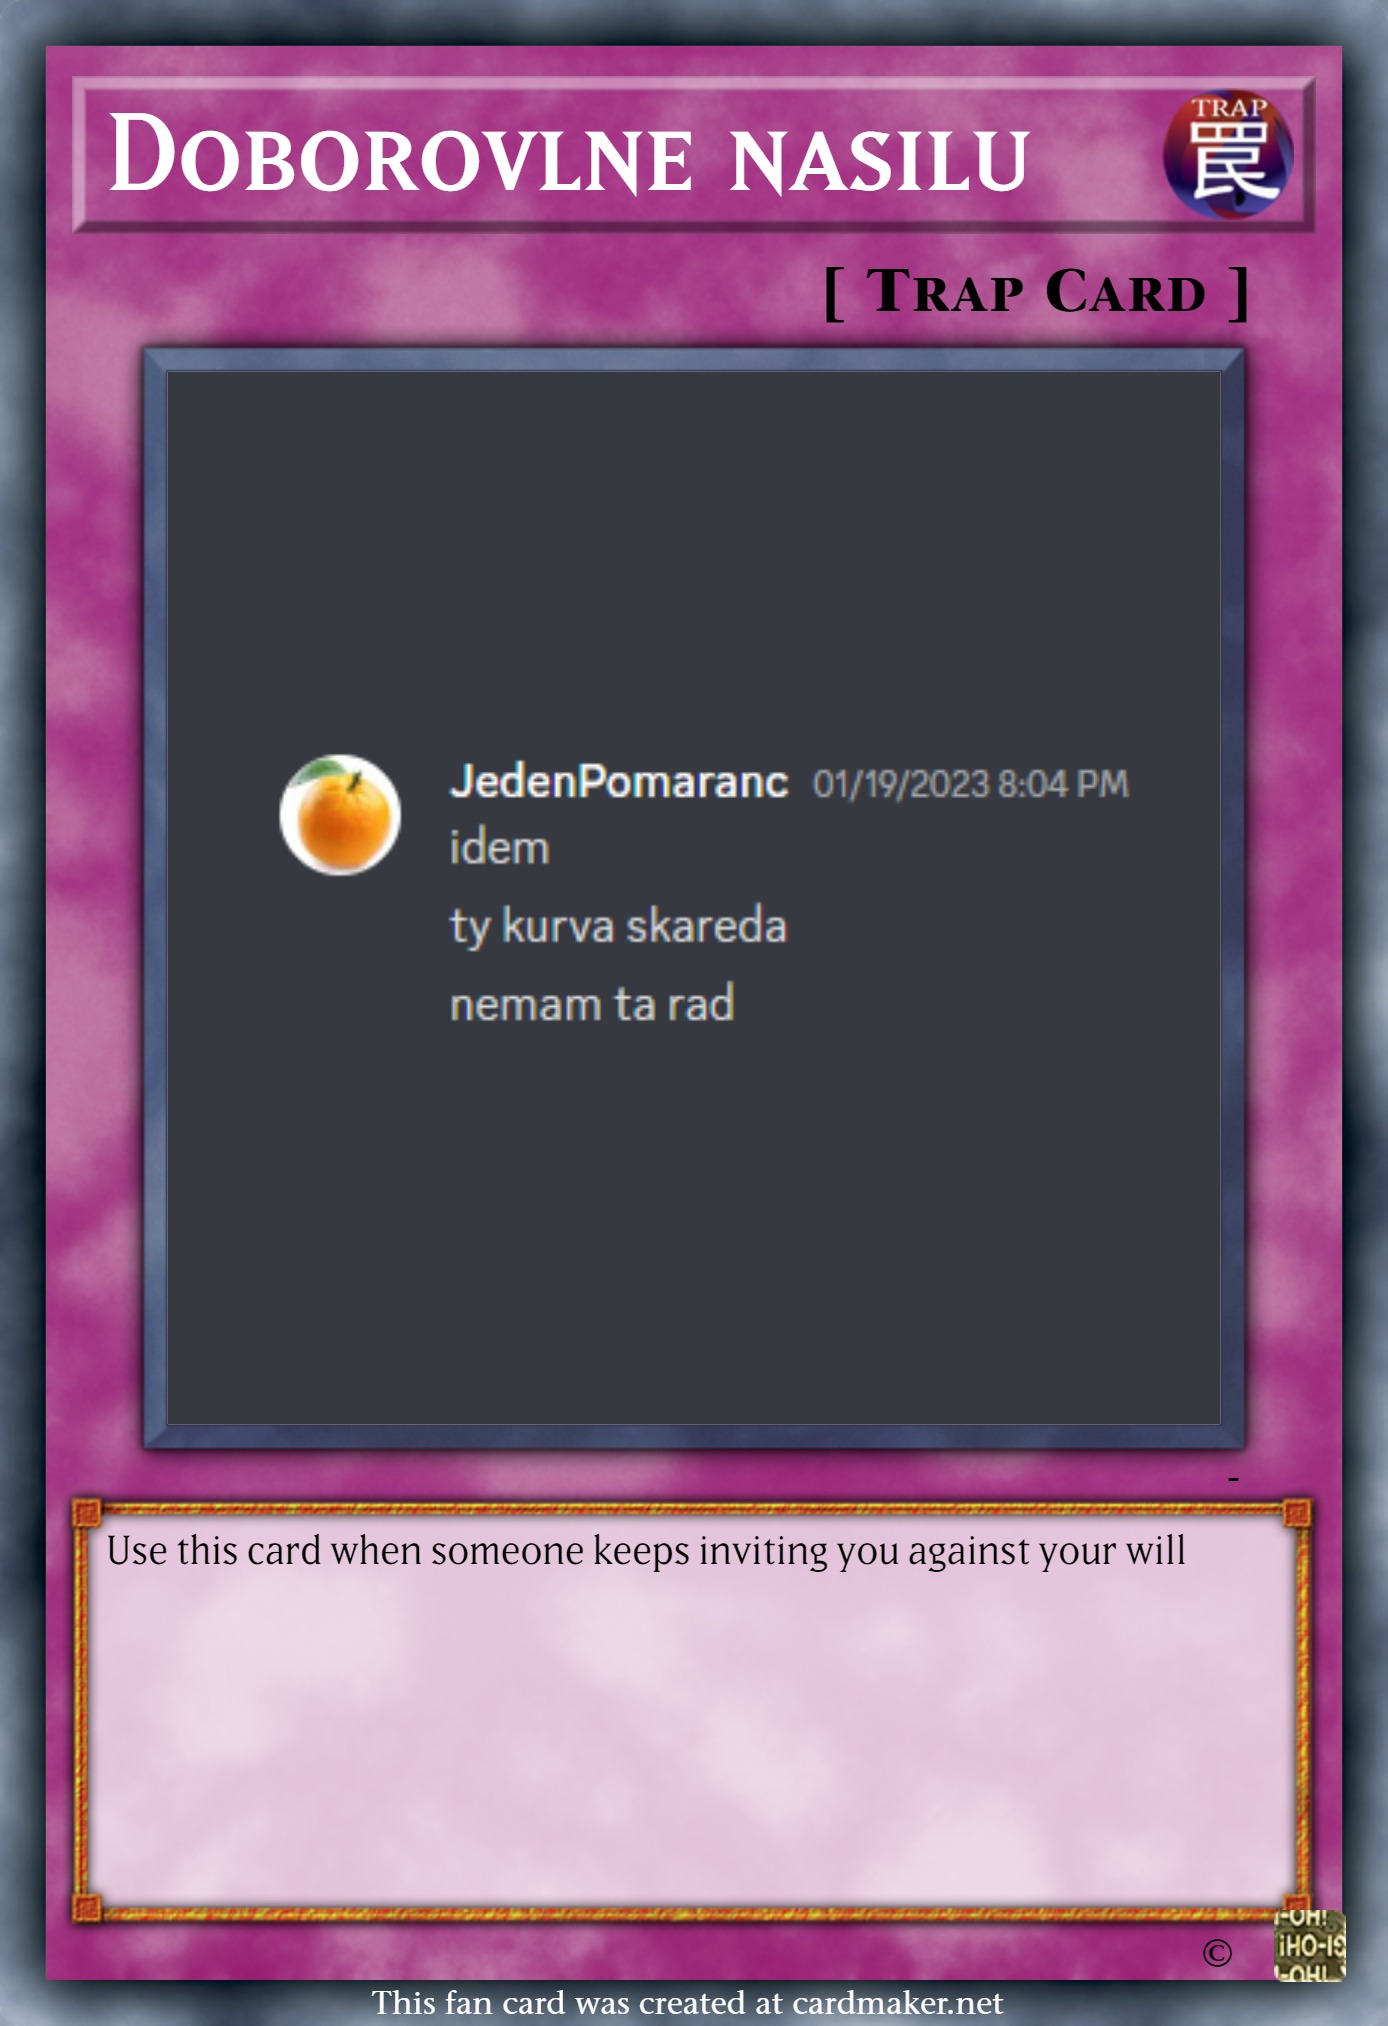 Doborovlne nasilu
TRAP
罠
[ Trap Card ]
JedenPomaranc 01/19/2023 8:04 PM
idem
ty kurva skareda
nemam ta rad
-
Use this card when someone keeps inviting you against your will
©
This fan card was created at cardmaker.net